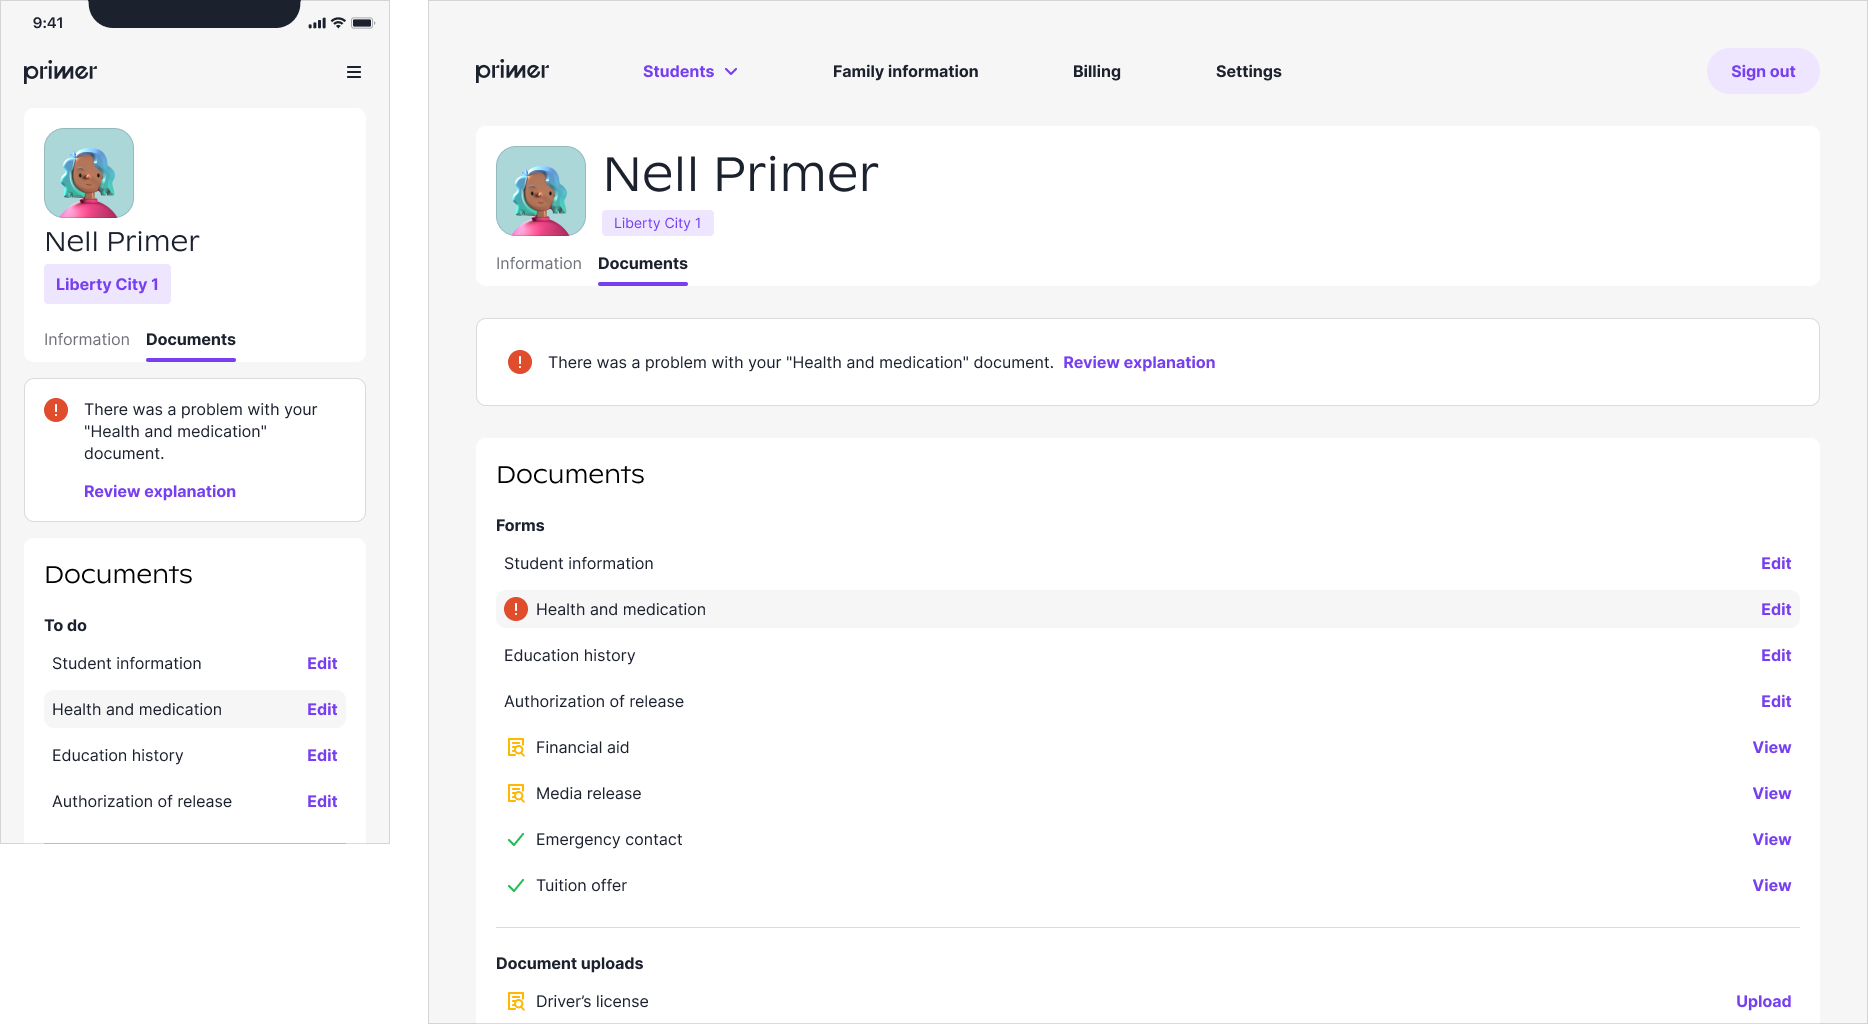 9:41
primer
Nell Primer
Liberty City 1
Information Documents
There was a problem with your
"Health and medication"
document.
Review explanation
Documents
To do
Student information Edit
Health and medication Edit
Education history Edit
Authorization of release Edit
primer Students Family information Billing Settings Sign out
Nell Primer
Liberty City 1
Information Documents
There was a problem with your "Health and medication" document. Review explanation
Documents
Forms
Student information Edit
Health and medication Edit
Education history Edit
Authorization of release Edit
Financial aid View
Media release View
Emergency contact View
Tuition offer View
Document uploads
Driver’s license Upload